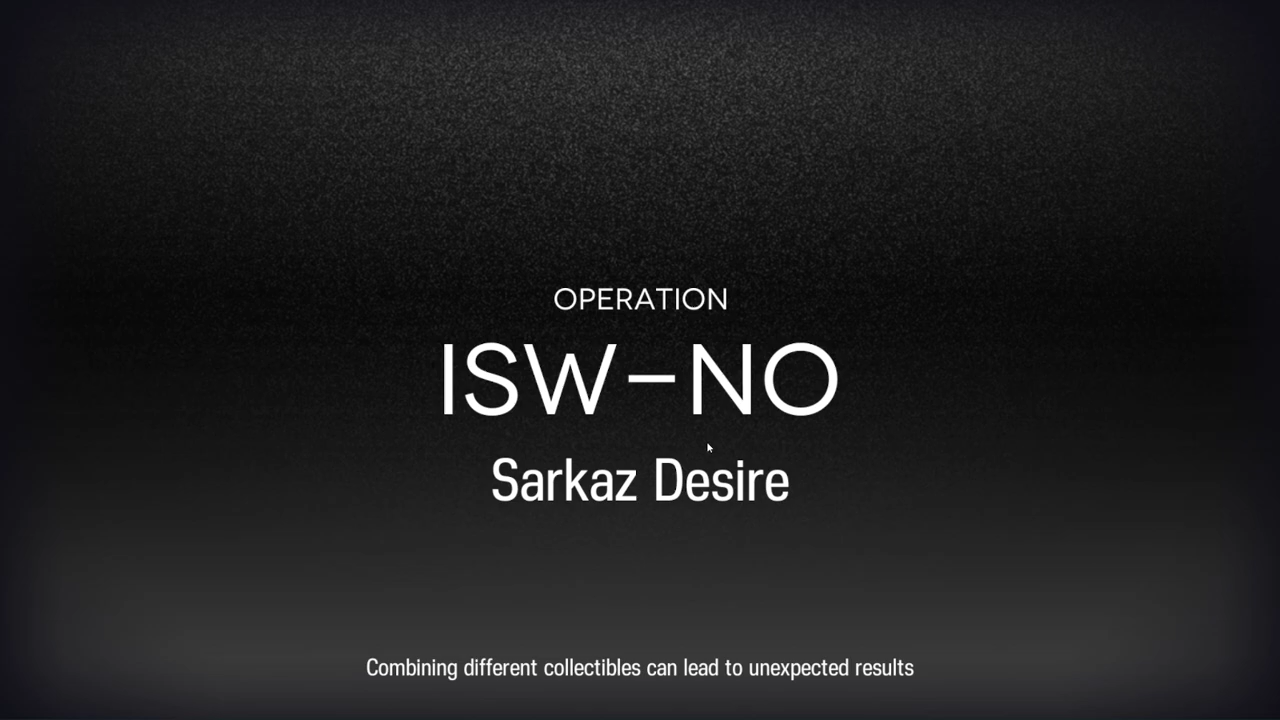 OPERATION
ISW-NO
Sarkaz Desire
Combining different collectibles can lead to unexpected results